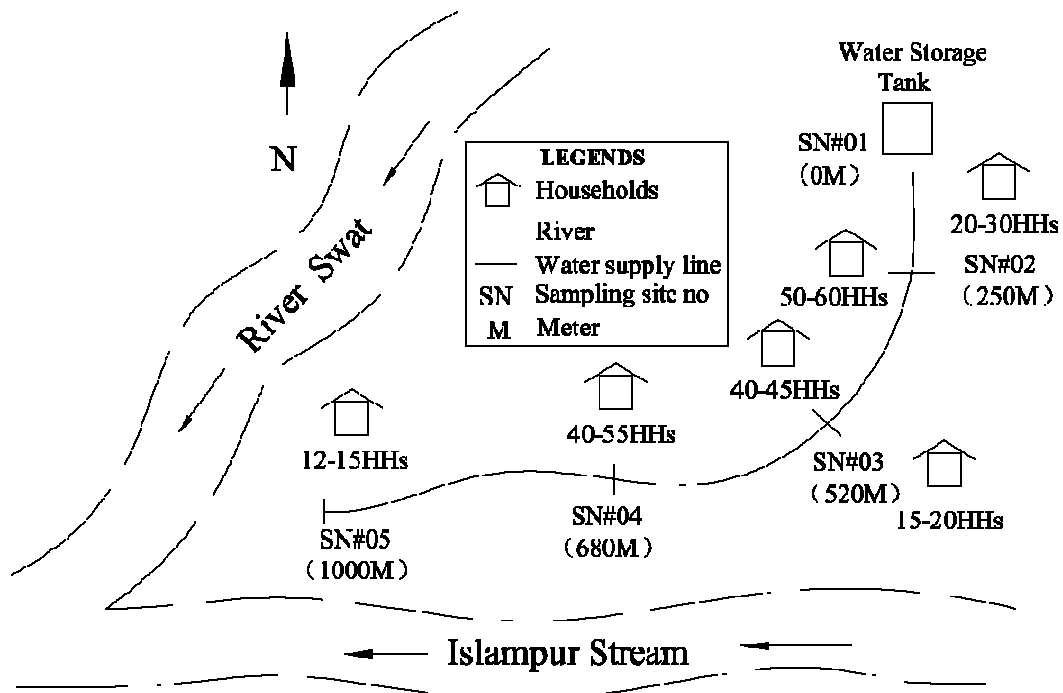 Water Storage
Tank
SN#01
(0M)
N
LEGENDS
Households
River
Water supply line
SN Sampling site no
M Meter
20-30HHs
River Swat
50-60HHs
SN#02
(250M)
40-45HHs
12-15HHs
40-55HHs
SN#03
(520M)
15-20HHs
SN#04
(680M)
SN#05
(1000M)
Islampur Stream